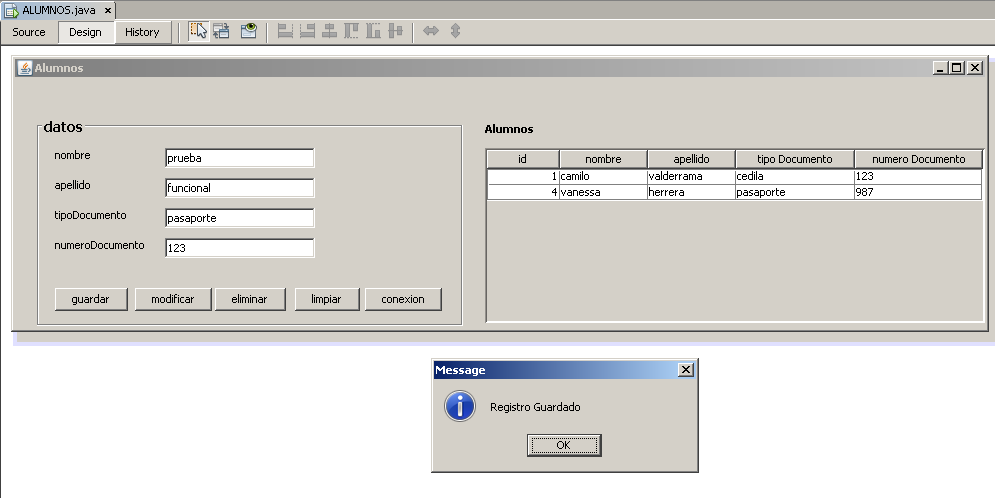 ALUMNOS.java
Source Design History
Alumnos
datos
nombre prueba
apellido funcional
tipoDocumento pasaporte
numeroDocumento 123
guardar modificar eliminar limpiar conexion
Alumnos
id nombre apellido tipo Documento numero Documento
1 camilo valderrama cedila 123
4 vanessa herrera pasaporte 987
Message
Registro Guardado
OK